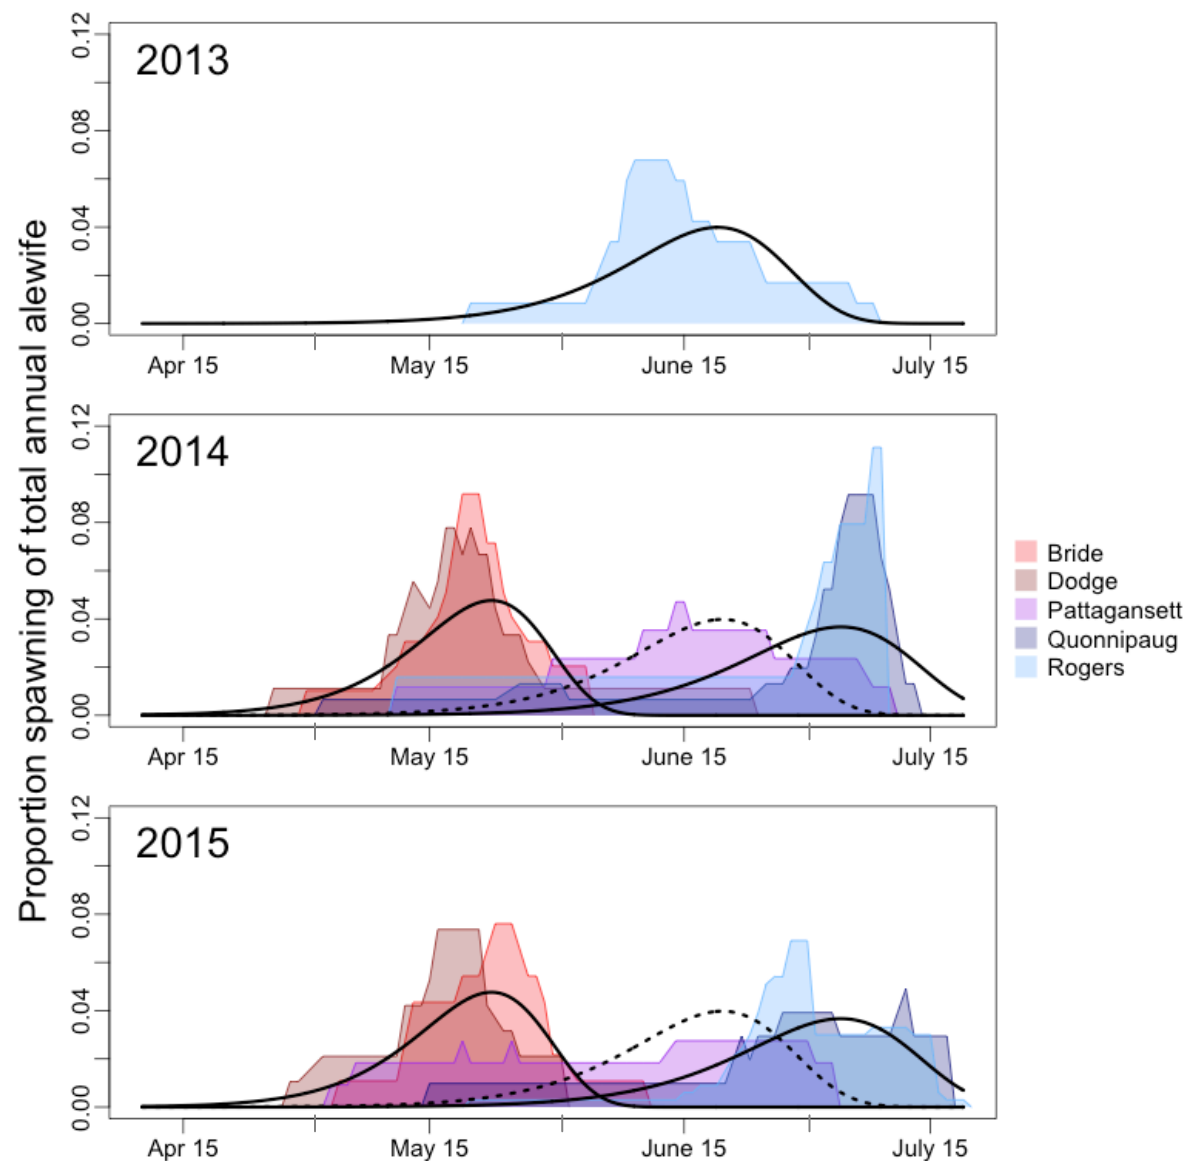 Proportion spawning of total annual alewife
2013
0.12
0.08
0.04
0.00
Apr 15 May 15 June 15 July 15
2014
0.12
0.08
0.04
0.00
Apr 15 May 15 June 15 July 15
Bride
Dodge
Pattagansett
Quonnipaug
Rogers
2015
0.12
0.08
0.04
0.00
Apr 15 May 15 June 15 July 15